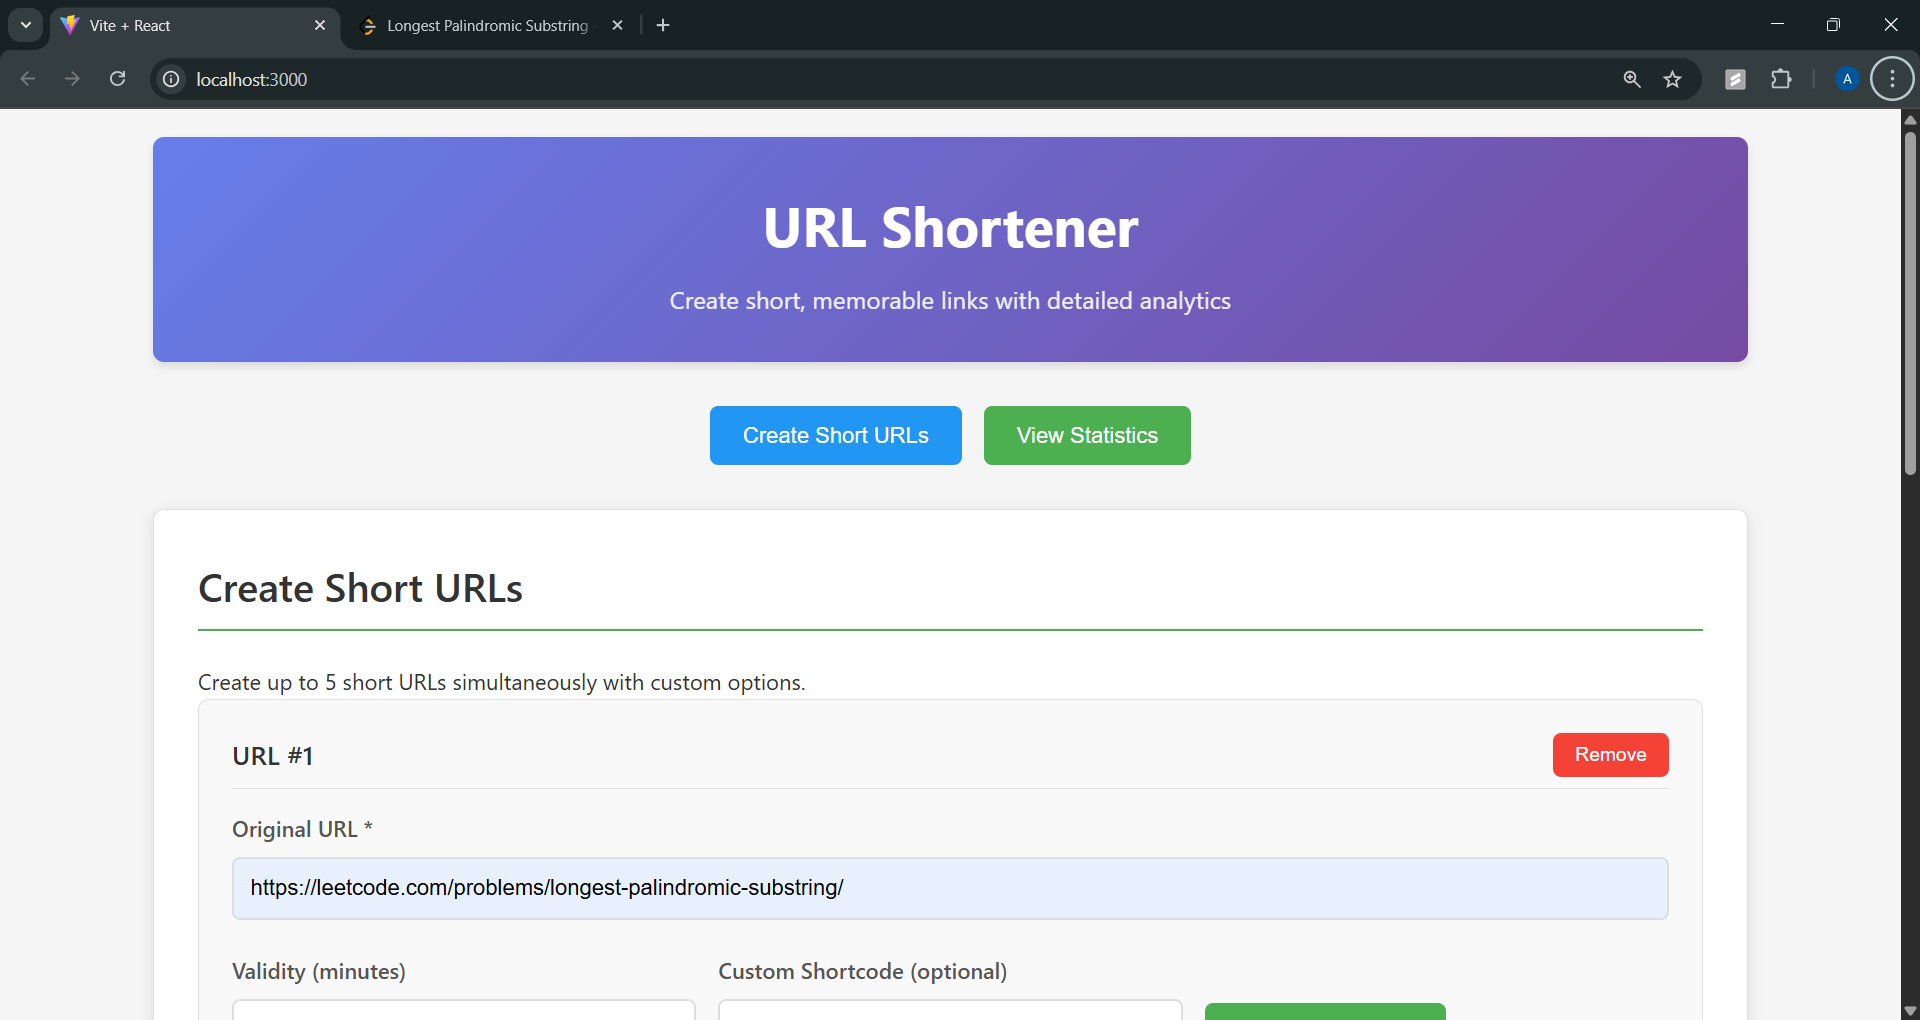 Vite + React
Longest Palindromic Substring
localhost:3000
A
URL Shortener
Create short, memorable links with detailed analytics
Create Short URLs
View Statistics
Create Short URLs
Create up to 5 short URLs simultaneously with custom options.
URL #1
Remove
Original URL *
https://leetcode.com/problems/longest-palindromic-substring/
Validity (minutes)
Custom Shortcode (optional)